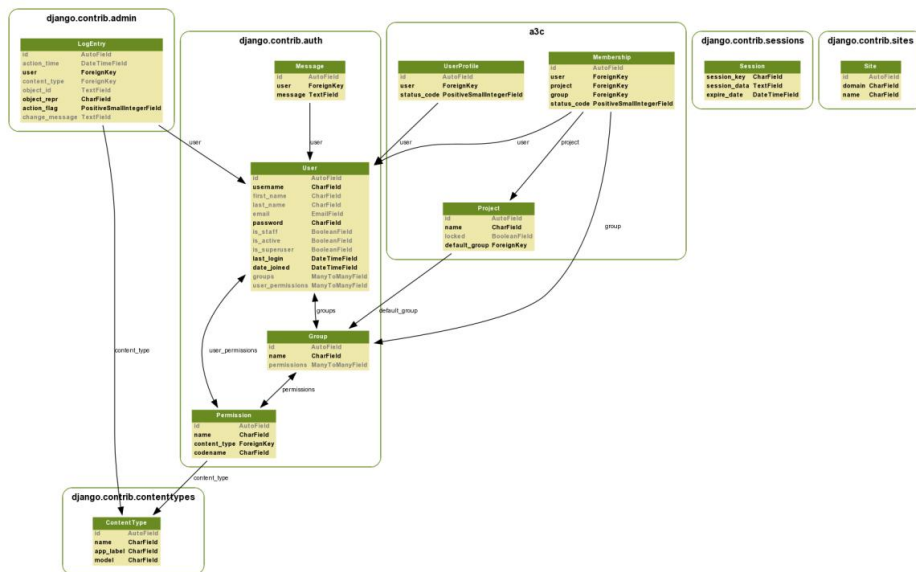 django.contrib.admin
LogEntry
id AutoField
action_time DateTimeField
user ForeignKey
content_type ForeignKey
object_id TextField
object_repr CharField
action_flag PositiveSmallIntegerField
change_message TextField
django.contrib.auth
Message
id AutoField
user ForeignKey
message TextField
a3c
UserProfile
id AutoField
user ForeignKey
status_code PositiveSmallIntegerField
Membership
id AutoField
user ForeignKey
project ForeignKey
group ForeignKey
status_code PositiveSmallIntegerField
django.contrib.sessions
Session
session_key CharField
session_data TextField
expire_date DateTimeField
django.contrib.sites
Site
id AutoField
domain CharField
name CharField
user
user
user
user
project
User
id AutoField
username CharField
first_name CharField
last_name CharField
email EmailField
password CharField
is_staff BooleanField
is_active BooleanField
is_superuser BooleanField
last_login DateTimeField
date_joined DateTimeField
groups ManyToManyField
user_permissions ManyToManyField
Project
id AutoField
name CharField
locked BooleanField
default_group ForeignKey
group
groups
default_group
Group
id AutoField
name CharField
permissions ManyToManyField
content_type
user_permissions
permissions
Permission
id AutoField
name CharField
content_type ForeignKey
codename CharField
content_type
django.contrib.contenttypes
ContentType
id AutoField
name CharField
app_label CharField
model CharField